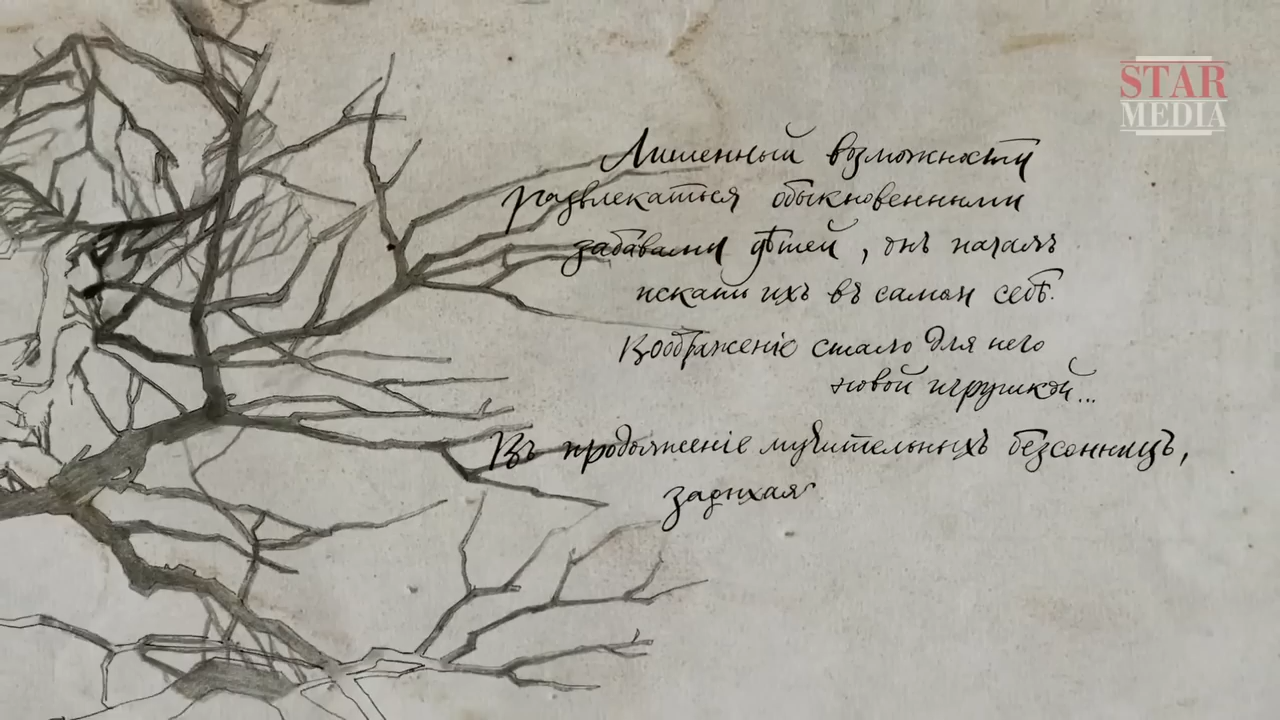 STAR
MEDIA
Лишенный возможности
развлекаться обыкновенными
забавами дѣтей, онъ началъ
искать ихъ въ самом себѣ.
Воображеніе стало для него
новой игрушкой...
Въ продолженіе мучительныхъ безсонницъ,
задыхая